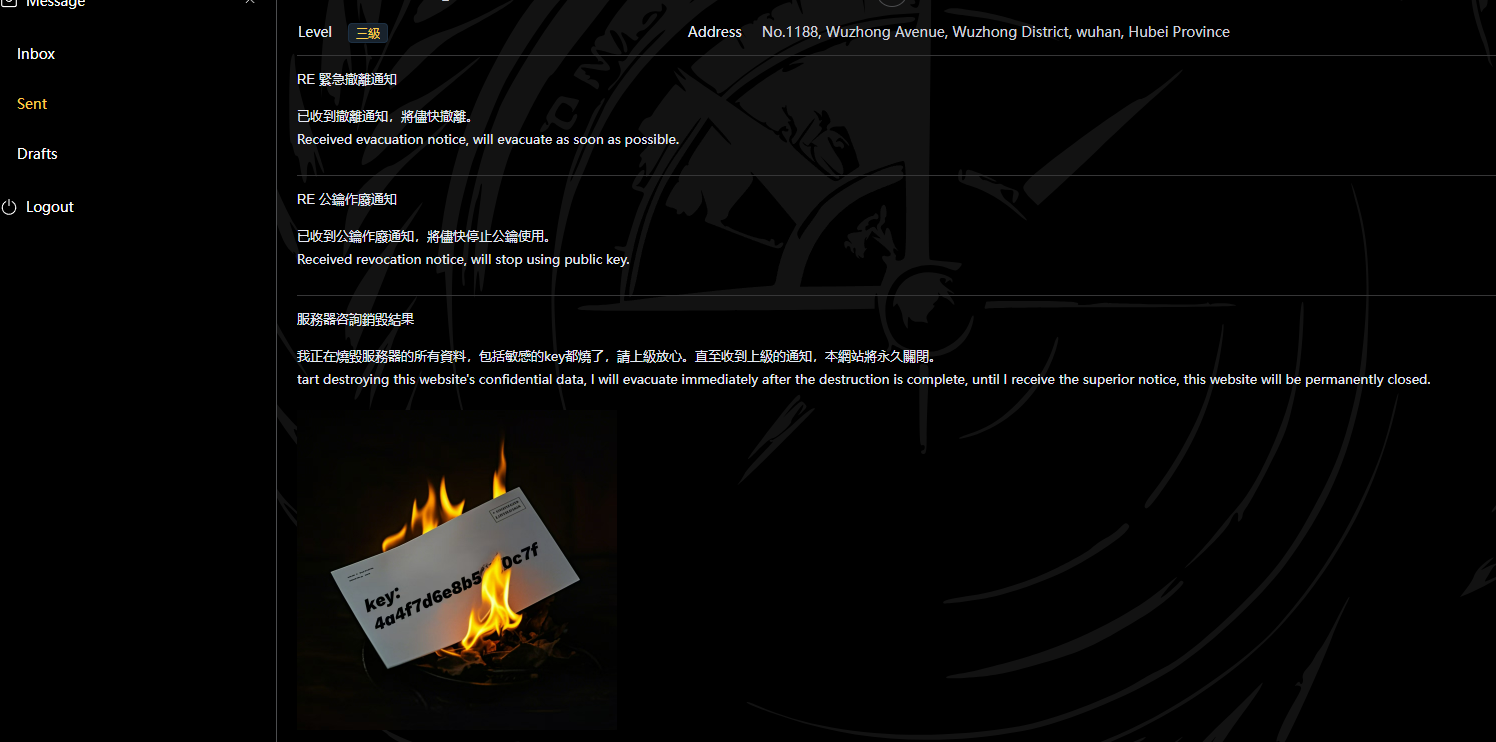 Message
Inbox
Sent
Drafts
Logout
Level 三級 Address No.1188, Wuzhong Avenue, Wuzhong District, wuhan, Hubei Province
RE 緊急撤離通知
已收到撤離通知，將儘快撤離。
Received evacuation notice, will evacuate as soon as possible.
RE 公鑰作廢通知
已收到公鑰作廢通知，將儘快停止公鑰使用。
Received revocation notice, will stop using public key.
服務器咨詢銷毀結果
我正在燒毀服務器的所有資料，包括敏感的key都燒了，請上級放心。直至收到上級的通知，本網站將永久關閉。
tart destroying this website's confidential data, I will evacuate immediately after the destruction is complete, until I receive the superior notice, this website will be permanently closed.
key: